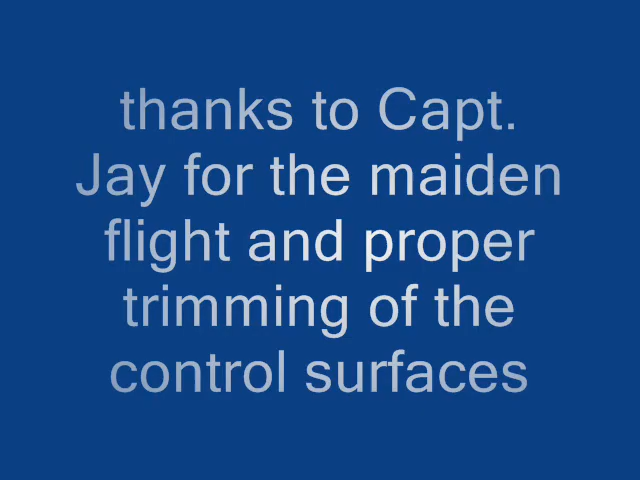 thanks to Capt.
Jay for the maiden
flight and proper
trimming of the
control surfaces